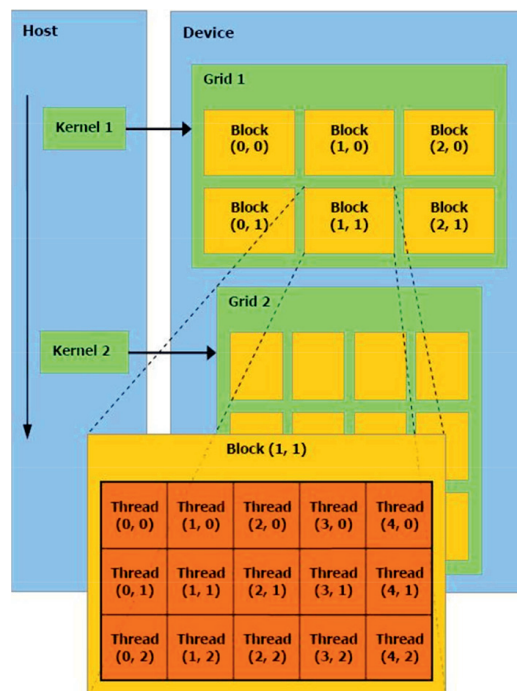 Host
Device
Grid 1
Kernel 1
Block
(0, 0)
Block
(1, 0)
Block
(2, 0)
Block
(0, 1)
Block
(1, 1)
Block
(2, 1)
Grid 2
Kernel 2
Block (1, 1)
Thread
(0, 0)
Thread
(1, 0)
Thread
(2, 0)
Thread
(3, 0)
Thread
(4, 0)
Thread
(0, 1)
Thread
(1, 1)
Thread
(2, 1)
Thread
(3, 1)
Thread
(4, 1)
Thread
(0, 2)
Thread
(1, 2)
Thread
(2, 2)
Thread
(3, 2)
Thread
(4, 2)